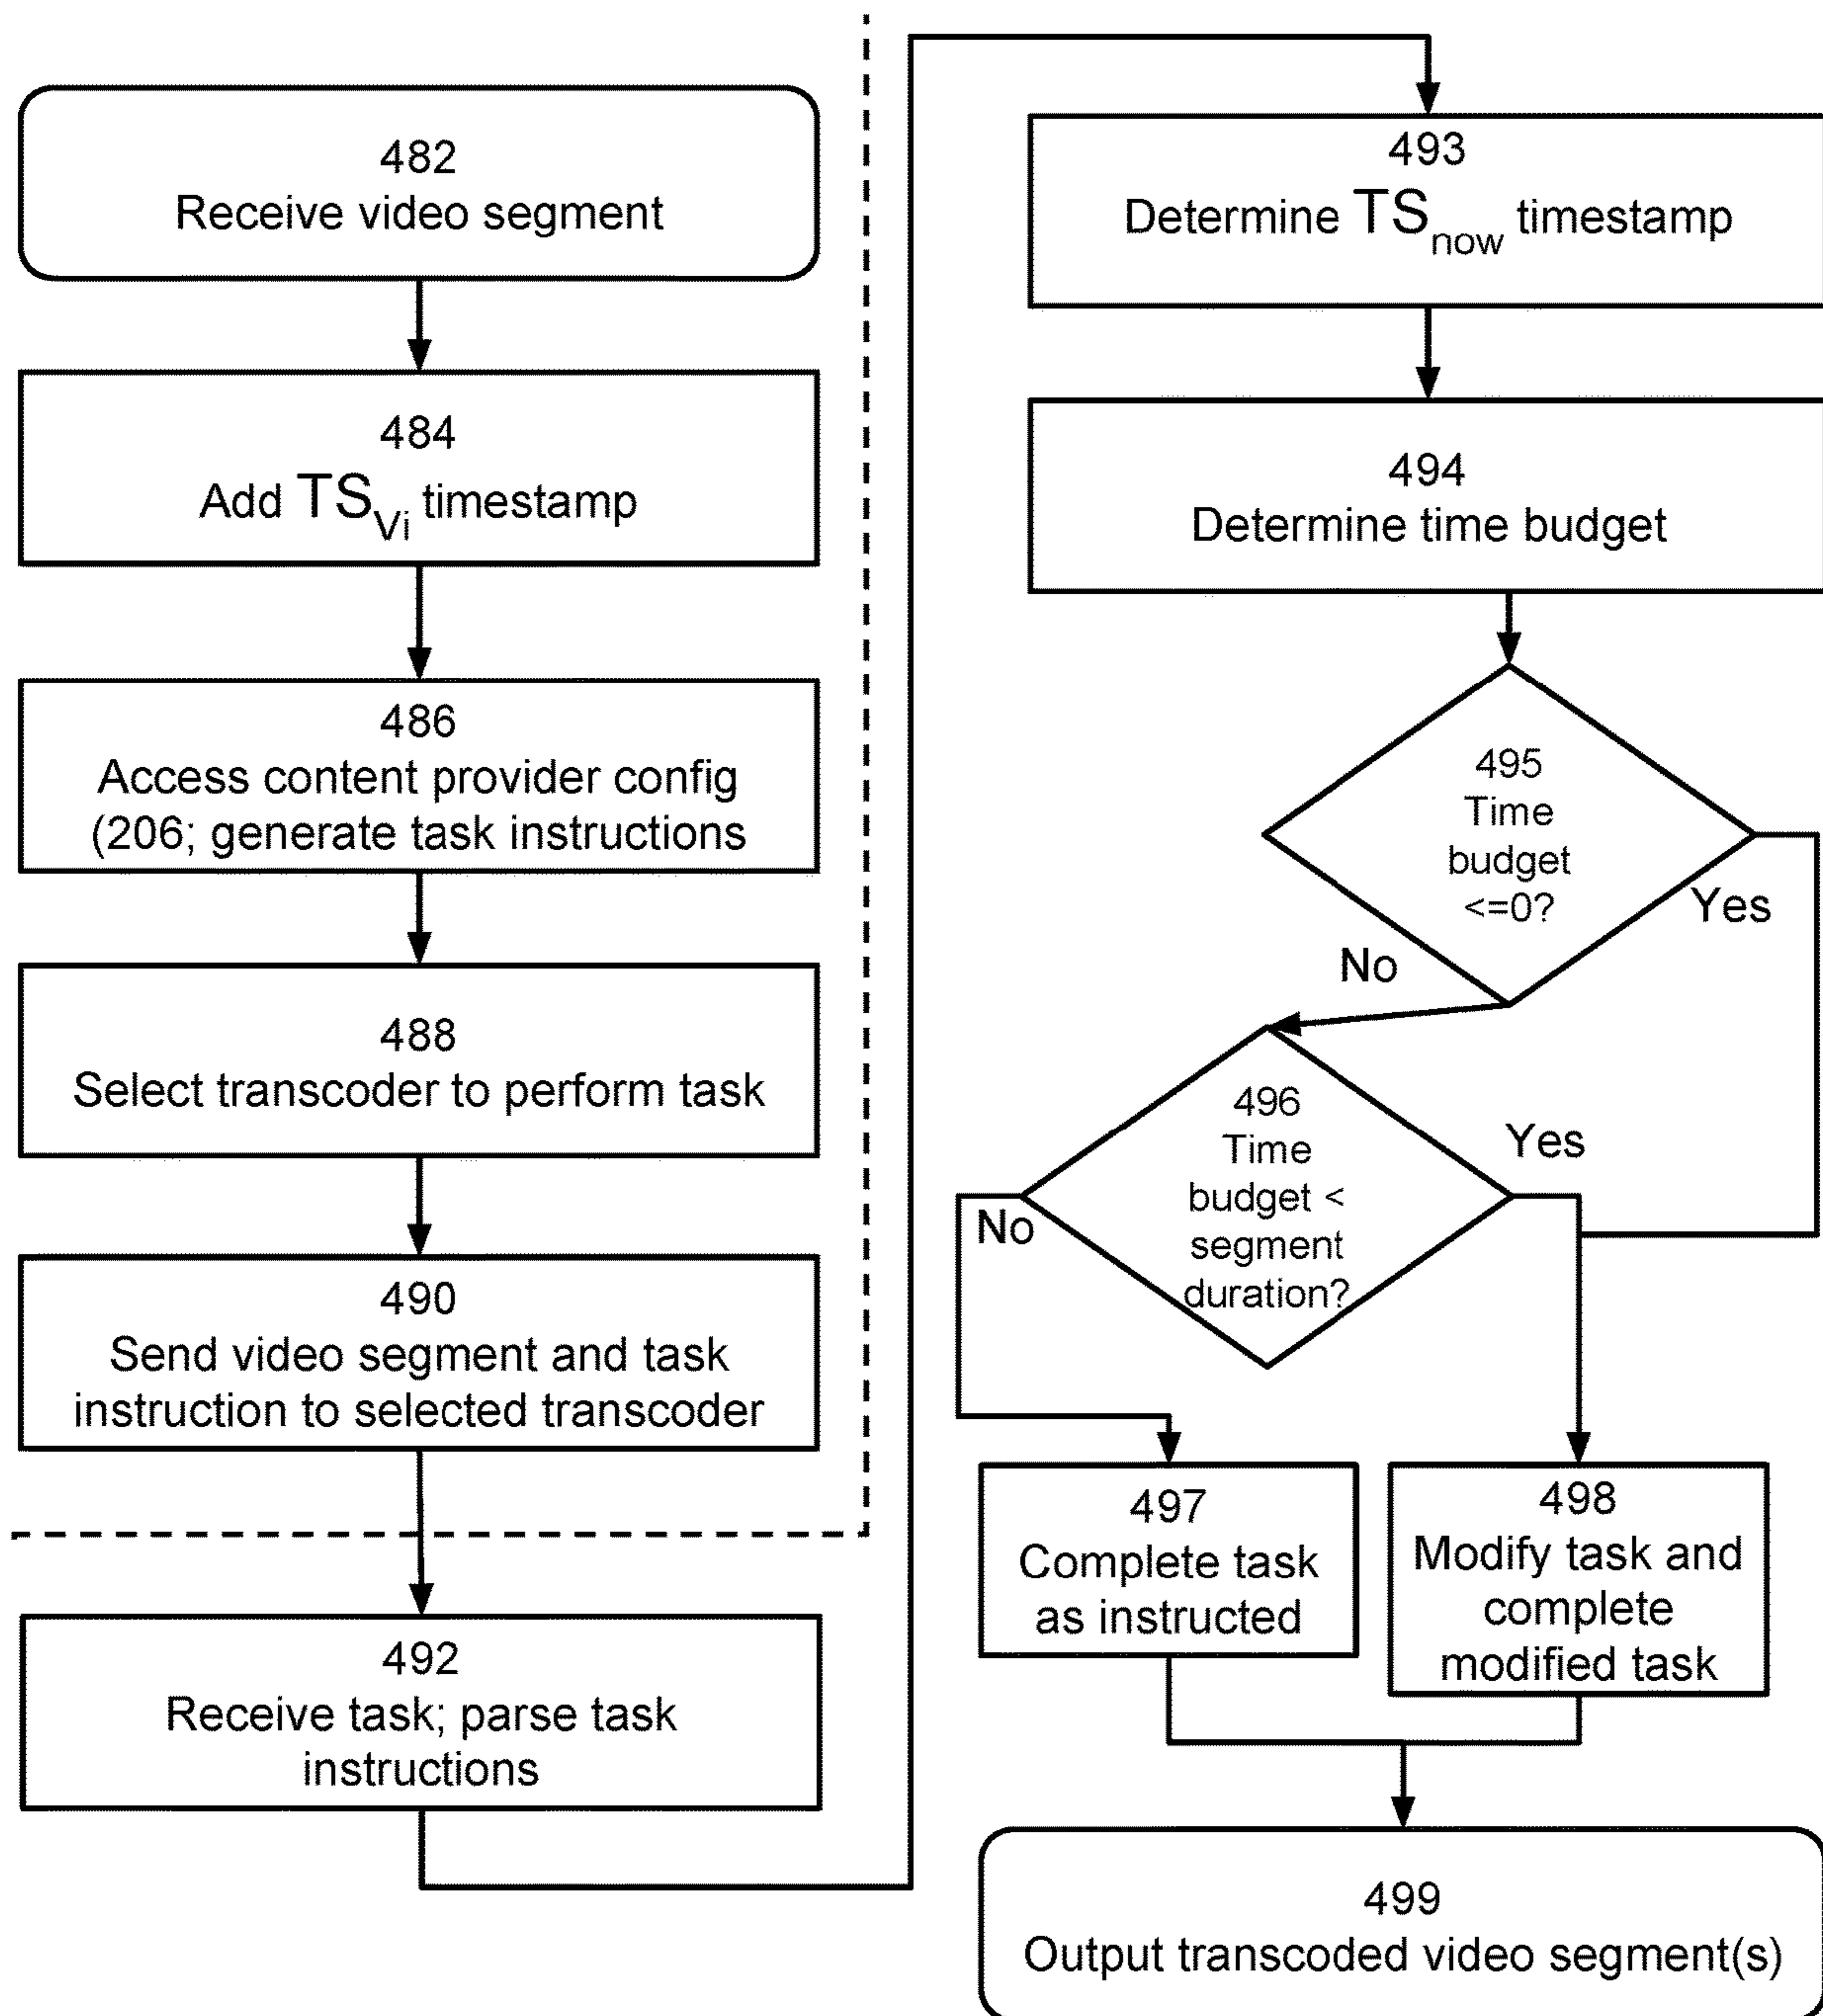 482
Receive video segment
484
Add TSVi timestamp
486
Access content provider config
(206; generate task instructions
488
Select transcoder to perform task
490
Send video segment and task
instruction to selected transcoder
492
Receive task; parse task
instructions
493
Determine TSnow timestamp
494
Determine time budget
495
Time
budget
<=0?
Yes
No
496
Time
budget <
segment
duration?
Yes
No
497
Complete task
as instructed
498
Modify task and
complete
modified task
499
Output transcoded video segment(s)